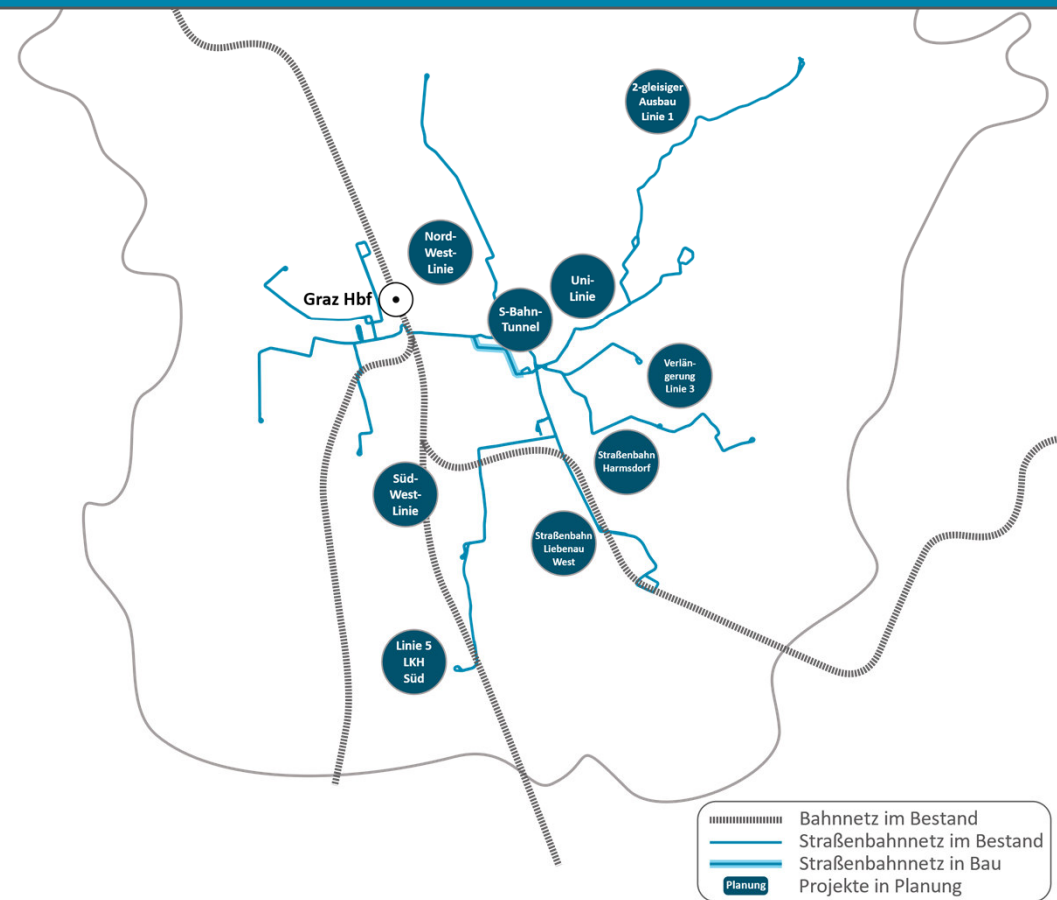 2-gleisiger
Ausbau
Linie 1
Nord-
West-
Linie
Uni-
Linie
Graz Hbf
S-Bahn-
Tunnel
Verlän-
gerung
Linie 3
Straßenbahn
Harmsdorf
Süd-
West-
Linie
Straßenbahn
Liebenau
West
Linie 5
LKH
Süd
Bahnnetz im Bestand
Straßenbahnnetz im Bestand
Straßenbahnnetz in Bau
Planung Projekte in Planung